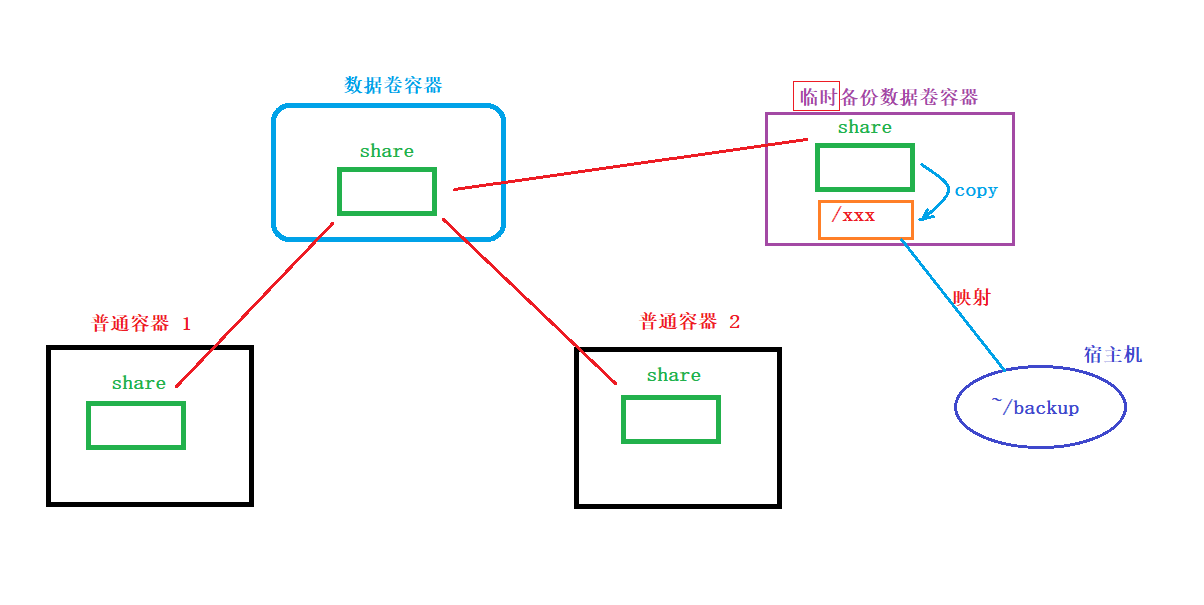 数据卷容器
share
临时备份数据卷容器
share
copy
/xxx
映射
普通容器 1
share
普通容器 2
share
宿主机
~/backup